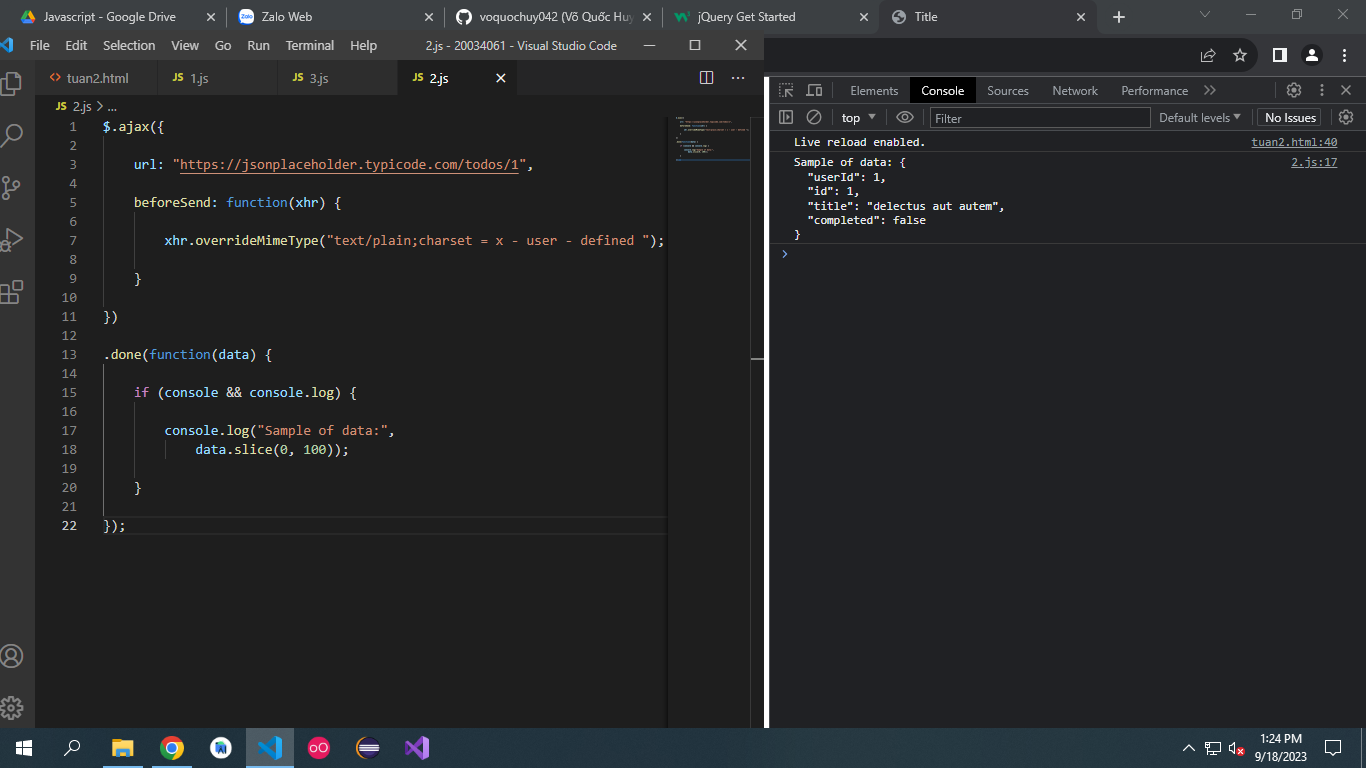 Javascript - Google Drive
Zalo Web
voquochuy042 (Võ Quốc Huy
jQuery Get Started
Title
File Edit Selection View Go Run Terminal Help
2.js - 20034061 - Visual Studio Code
tuan2.html
JS 1.js
JS 3.js
JS 2.js
JS 2.js > ...
1 $.ajax({
2
3 url: "https://jsonplaceholder.typicode.com/todos/1",
4
5 beforeSend: function(xhr) {
6
7 xhr.overrideMimeType("text/plain;charset = x - user - defined ");
8
9 }
10
11 })
12
13 .done(function(data) {
14
15 if (console && console.log) {
16
17 console.log("Sample of data:",
18 data.slice(0, 100));
19
20 }
21
22 });
Elements Console Sources Network Performance
top Filter Default levels No Issues
Live reload enabled. tuan2.html:40
Sample of data: { 2.js:17
"userId": 1,
"id": 1,
"title": "delectus aut autem",
"completed": false
}
1:24 PM
9/18/2023